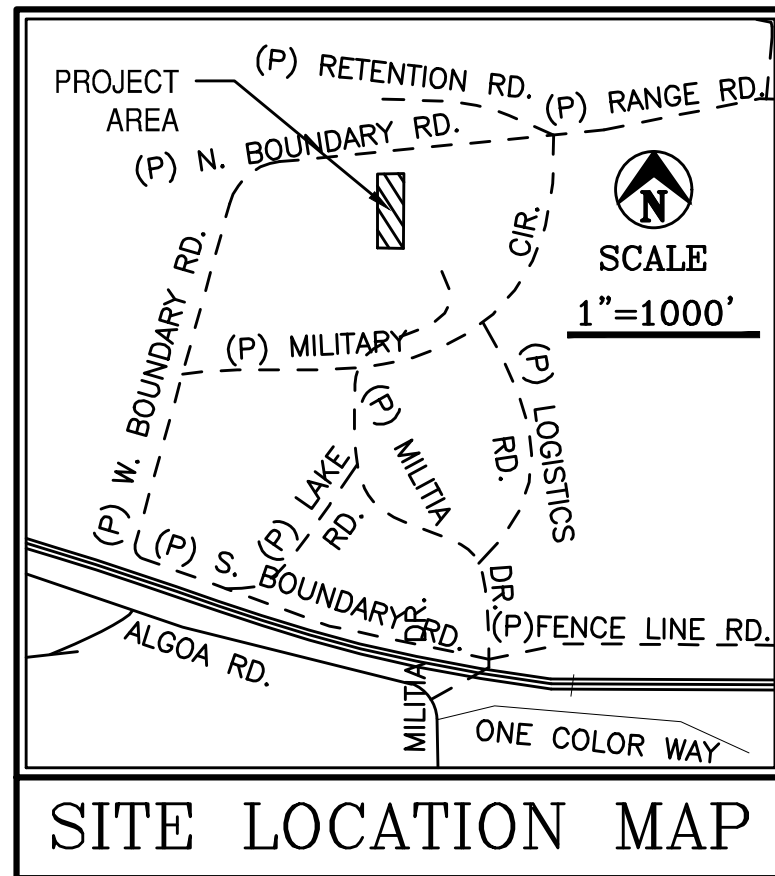 PROJECT
AREA
(P) RETENTION RD.
(P) RANGE RD.
(P) N. BOUNDARY RD.
N
SCALE
1"=1000'
CIR.
(P) W. BOUNDARY RD.
(P) MILITARY
(P) LOGISTICS
RD.
(P) MILITIA
DR.
(P) LAKE
RD.
(P) S. BOUNDARY RD.
(P)FENCE LINE RD.
ALGOA RD.
MILITIA DR.
ONE COLOR WAY
SITE LOCATION MAP